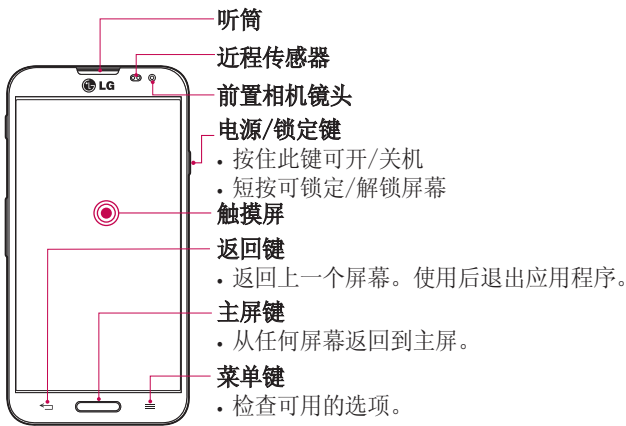 听筒
近程传感器
LG
前置相机镜头
电源/锁定键
• 按住此键可开/关机
• 短按可锁定/解锁屏幕
触摸屏
返回键
• 返回上一个屏幕。使用后退出应用程序。
主屏键
• 从任何屏幕返回到主屏。
菜单键
• 检查可用的选项。